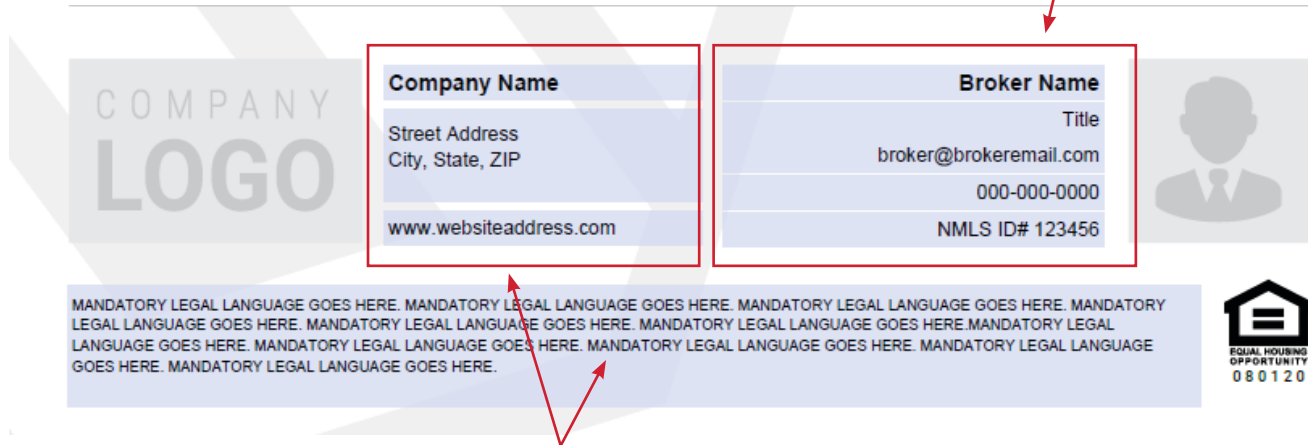 COMPANY
LOGO
Company Name
Street Address
City, State, ZIP
www.websiteaddress.com
Broker Name
Title
broker@brokeremail.com
000-000-0000
NMLS ID# 123456
MANDATORY LEGAL LANGUAGE GOES HERE. MANDATORY LEGAL LANGUAGE GOES HERE. MANDATORY LEGAL LANGUAGE GOES HERE. MANDATORY
LEGAL LANGUAGE GOES HERE. MANDATORY LEGAL LANGUAGE GOES HERE. MANDATORY LEGAL LANGUAGE GOES HERE.MANDATORY LEGAL
LANGUAGE GOES HERE. MANDATORY LEGAL LANGUAGE GOES HERE. MANDATORY LEGAL LANGUAGE GOES HERE. MANDATORY LEGAL LANGUAGE
GOES HERE. MANDATORY LEGAL LANGUAGE GOES HERE.
EQUAL HOUSING
OPPORTUNITY
080120